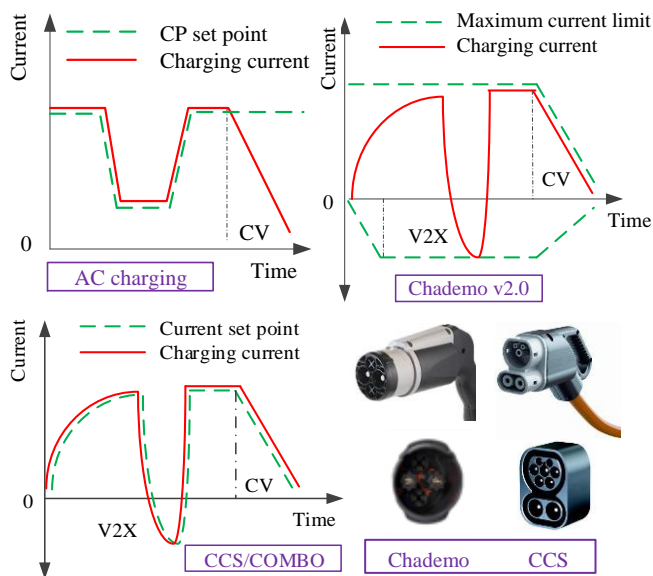 Current
CP set point
Charging current
0
CV
AC charging
Time
Current
Maximum current limit
Charging current
0
CV
Time
V2X
Chademo v2.0
Current
Current set point
Charging current
0
CV
Time
V2X
CCS/COMBO
Chademo
CCS